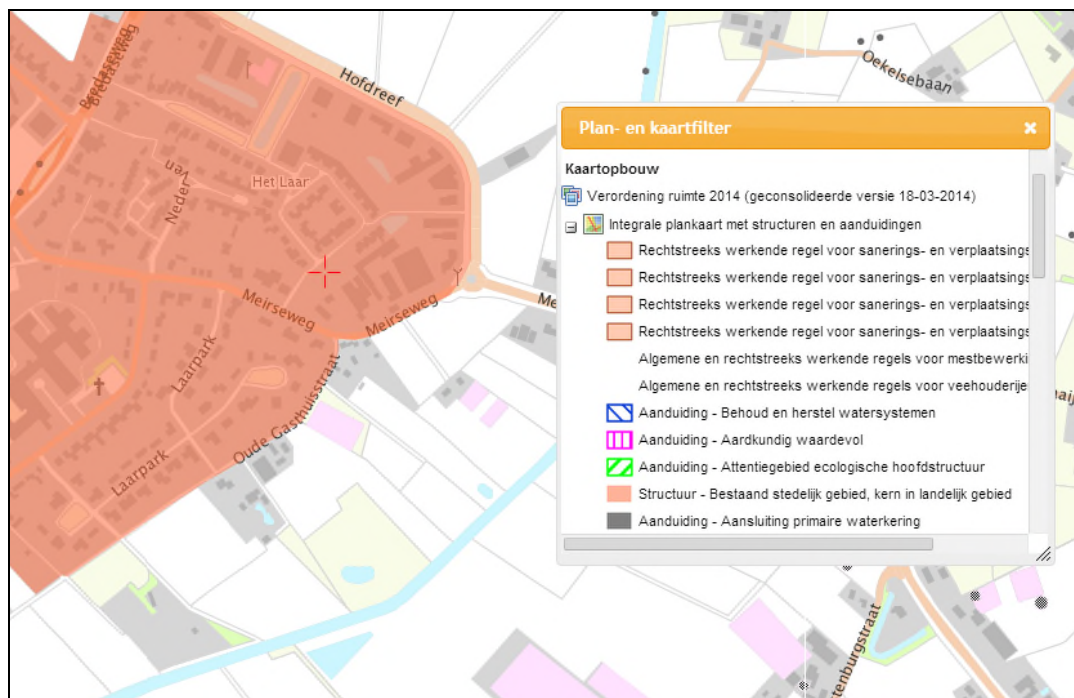 Bredaseweg
Bredaseweg
Hofdreef
Oekelsebaan
Ven
Neder
Het Laar
Meirseweg
Meirseweg
Me
Laarpark
Laarpark
Oude Gasthuisstraat
Plan- en kaartfilter
Kaartopbouw
Verordening ruimte 2014 (geconsolideerde versie 18-03-2014)
Integrale plankaart met structuren en aanduidingen
Rechtstreeks werkende regel voor sanerings- en verplaatsings
Rechtstreeks werkende regel voor sanerings- en verplaatsings
Rechtstreeks werkende regel voor sanerings- en verplaatsings
Rechtstreeks werkende regel voor sanerings- en verplaatsings
Algemene en rechtstreeks werkende regels voor mestbewerki
Algemene en rechtstreeks werkende regels voor veehouderije
Aanduiding - Behoud en herstel watersystemen
Aanduiding - Aardkundig waardevol
Aanduiding - Attentiegebied ecologische hoofdstructuur
Structuur - Bestaand stedelijk gebied, kern in landelijk gebied
Aanduiding - Aansluiting primaire waterkering
naij
tenburgstraat